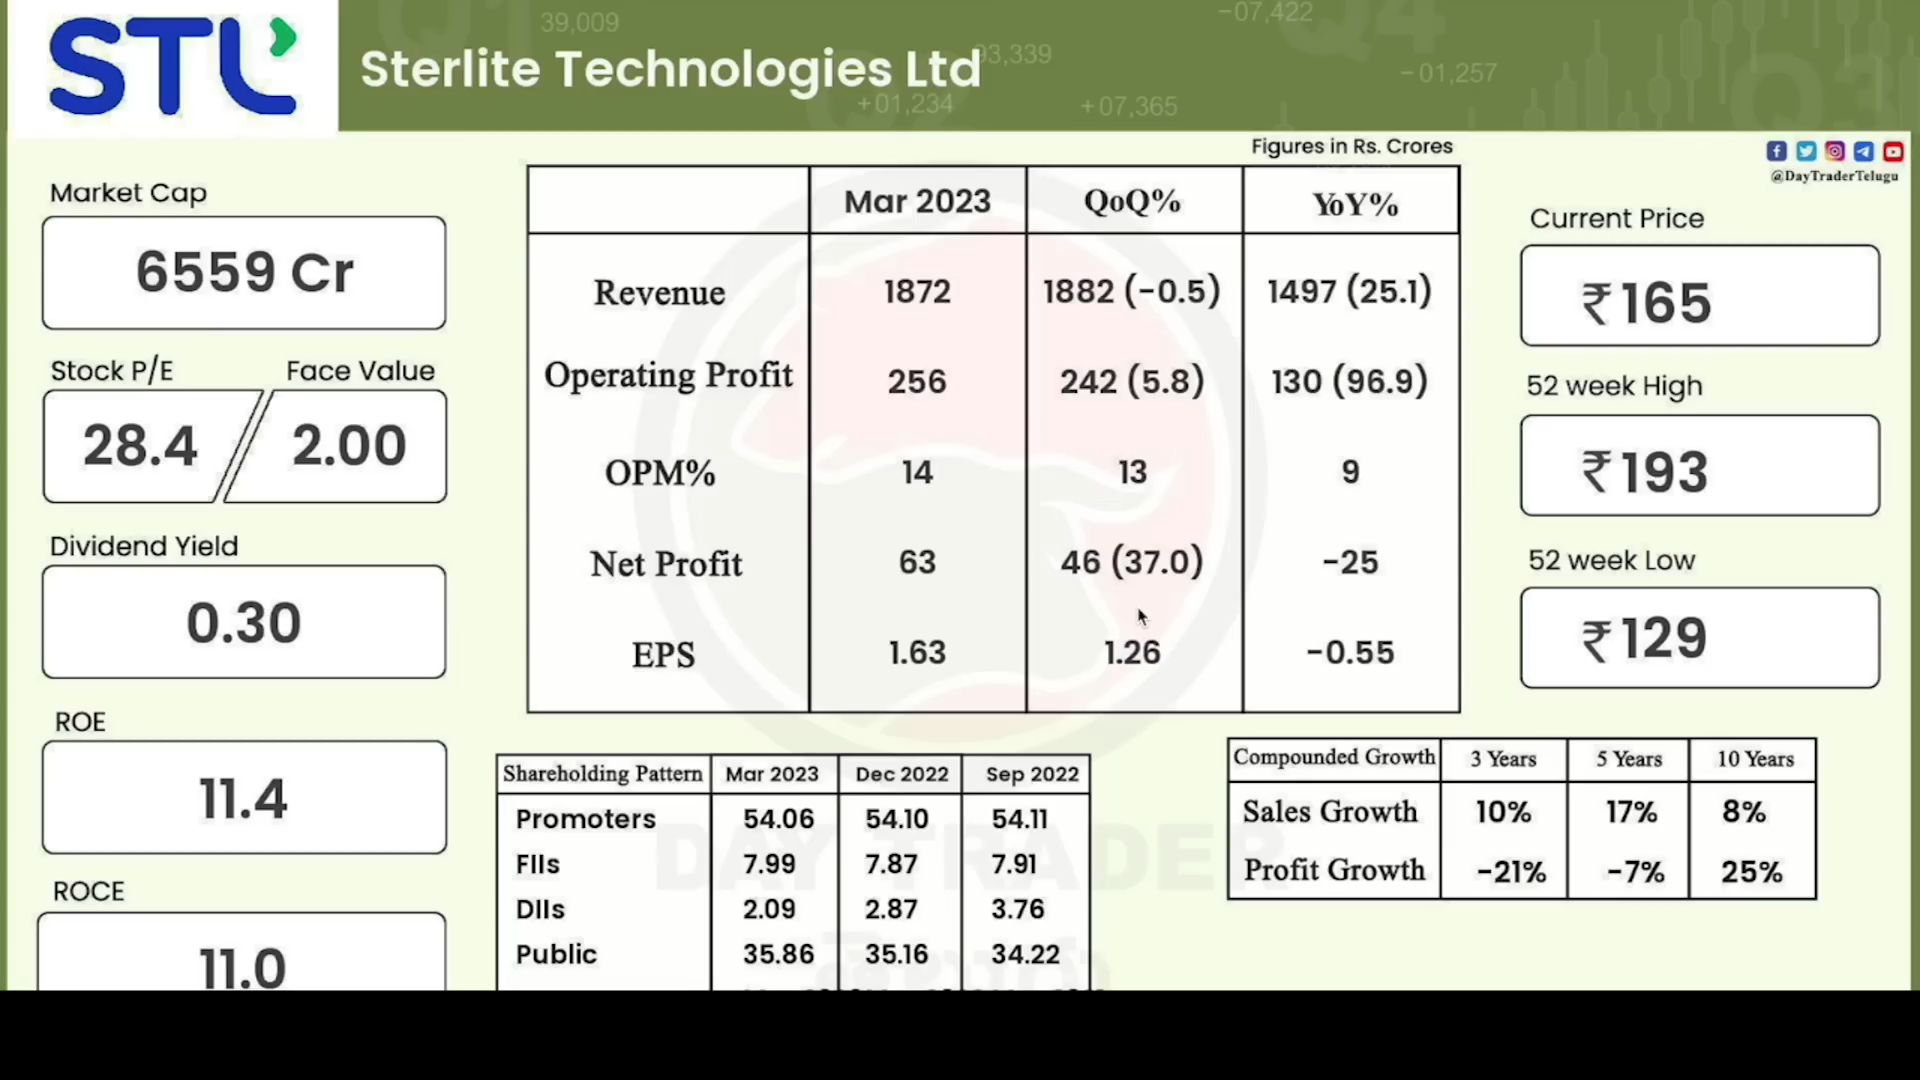 STL
Sterlite Technologies Ltd
39,009
93,339
+01,234
+07,365
-07,422
-01,257
Q1
Q4
Q3
Figures in Rs. Crores
@DayTraderTelugu
Market Cap
6559 Cr
Stock P/E
Face Value
28.4
2.00
Dividend Yield
0.30
ROE
11.4
ROCE
11.0
Mar 2023 QoQ% YoY%
Revenue 1872 1882 (-0.5) 1497 (25.1)
Operating Profit 256 242 (5.8) 130 (96.9)
OPM% 14 13 9
Net Profit 63 46 (37.0) -25
EPS 1.63 1.26 -0.55
Current Price
₹165
52 week High
₹193
52 week Low
₹129
Shareholding Pattern Mar 2023 Dec 2022 Sep 2022
Promoters 54.06 54.10 54.11
FIIs 7.99 7.87 7.91
DIIs 2.09 2.87 3.76
Public 35.86 35.16 34.22
Compounded Growth 3 Years 5 Years 10 Years
Sales Growth 10% 17% 8%
Profit Growth -21% -7% 25%
DAY TRADER